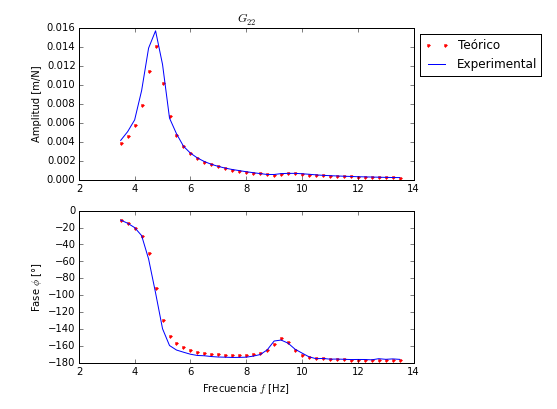 G22
0.016
0.014
0.012
0.010
0.008
0.006
0.004
0.002
0.000
Amplitud [m/N]
2 4 6 8 10 12 14
Teórico
Experimental
0
−20
−40
−60
−80
−100
−120
−140
−160
−180
Fase ϕ [°]
2 4 6 8 10 12 14
Frecuencia f [Hz]